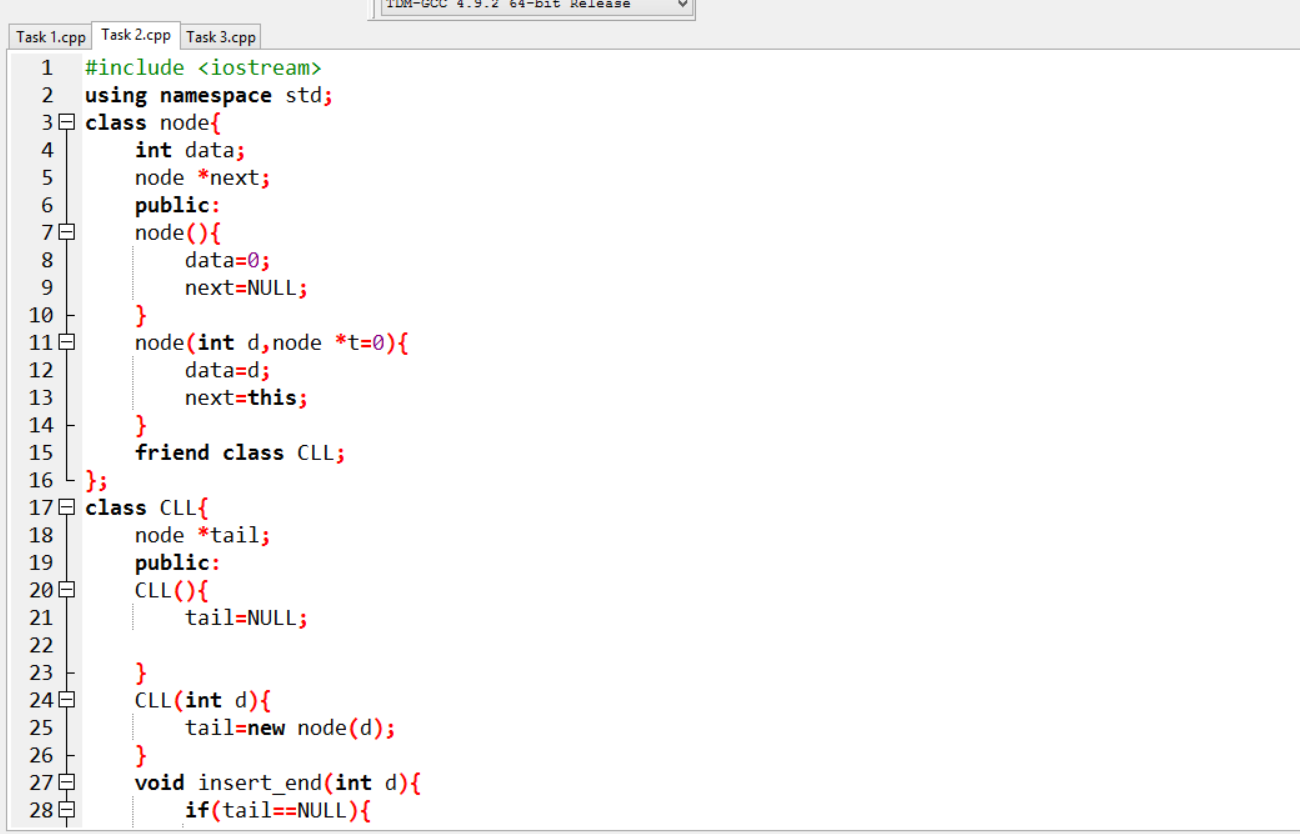 TDM-GCC 4.9.2 64-bit Release
Task 1.cpp Task 2.cpp Task 3.cpp
1 #include <iostream>
2 using namespace std;
3 class node{
4 int data;
5 node *next;
6 public:
7 node(){
8 data=0;
9 next=NULL;
10 }
11 node(int d,node *t=0){
12 data=d;
13 next=this;
14 }
15 friend class CLL;
16 };
17 class CLL{
18 node *tail;
19 public:
20 CLL(){
21 tail=NULL;
22
23 }
24 CLL(int d){
25 tail=new node(d);
26 }
27 void insert_end(int d){
28 if(tail==NULL){